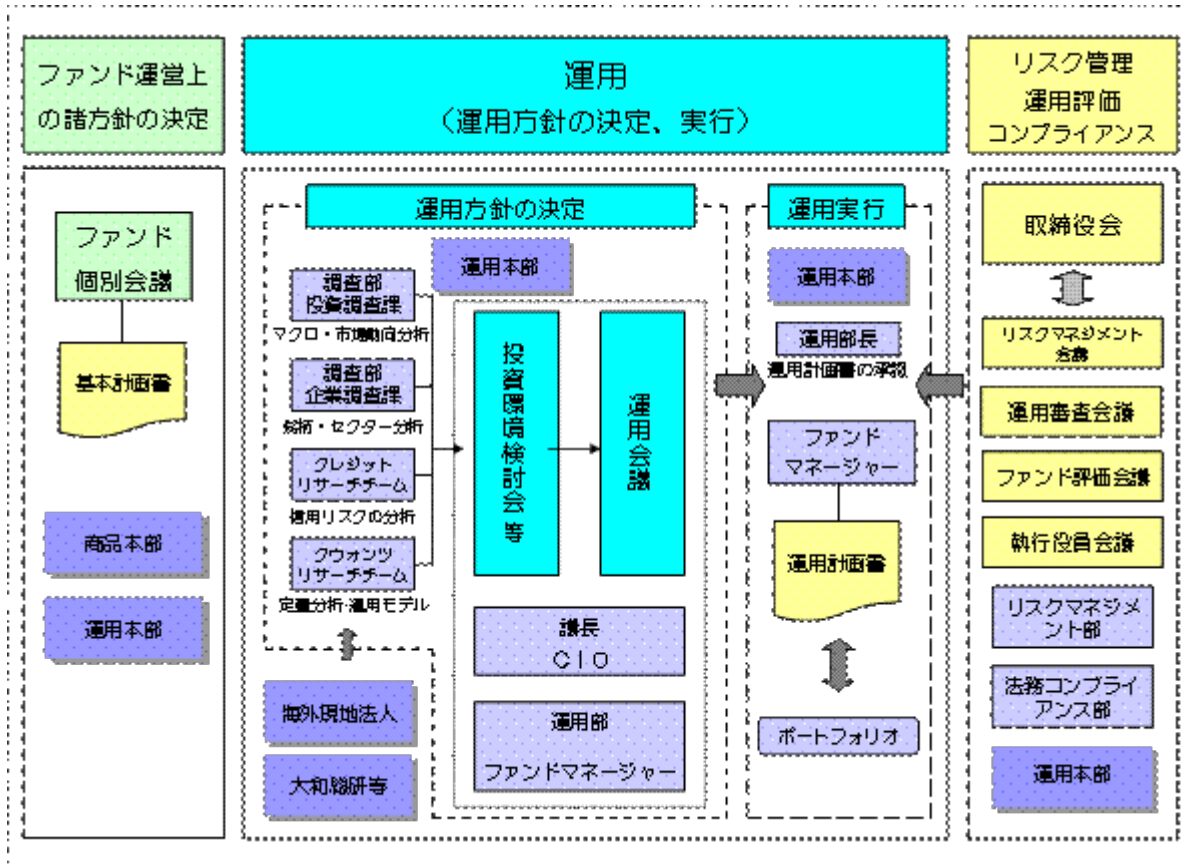 ファンド運営上
の諸方針の決定
ファンド
個別会議
基本計画書
商品本部
運用本部
運用
（運用方針の決定、実行）
運用方針の決定
運用本部
調査部
投資調査課
マクロ・市場動向分析
調査部
企業調査課
銘柄・セクター分析
クレジット
リサーチチーム
信用リスクの分析
クウォンツ
リサーチチーム
定量分析・運用モデル
海外現地法人
大和総研等
投資環境検討会 等
運用会議
議長
CIO
運用部
ファンドマネージャー
運用実行
運用本部
運用部長
運用計画書の承認
ファンド
マネージャー
運用計画書
ポートフォリオ
リスク管理
運用評価
コンプライアンス
取締役会
リスクマネジメント
会議
運用審査会議
ファンド評価会議
執行役員会議
リスクマネジメ
ント部
法務コンプライ
アンス部
運用本部